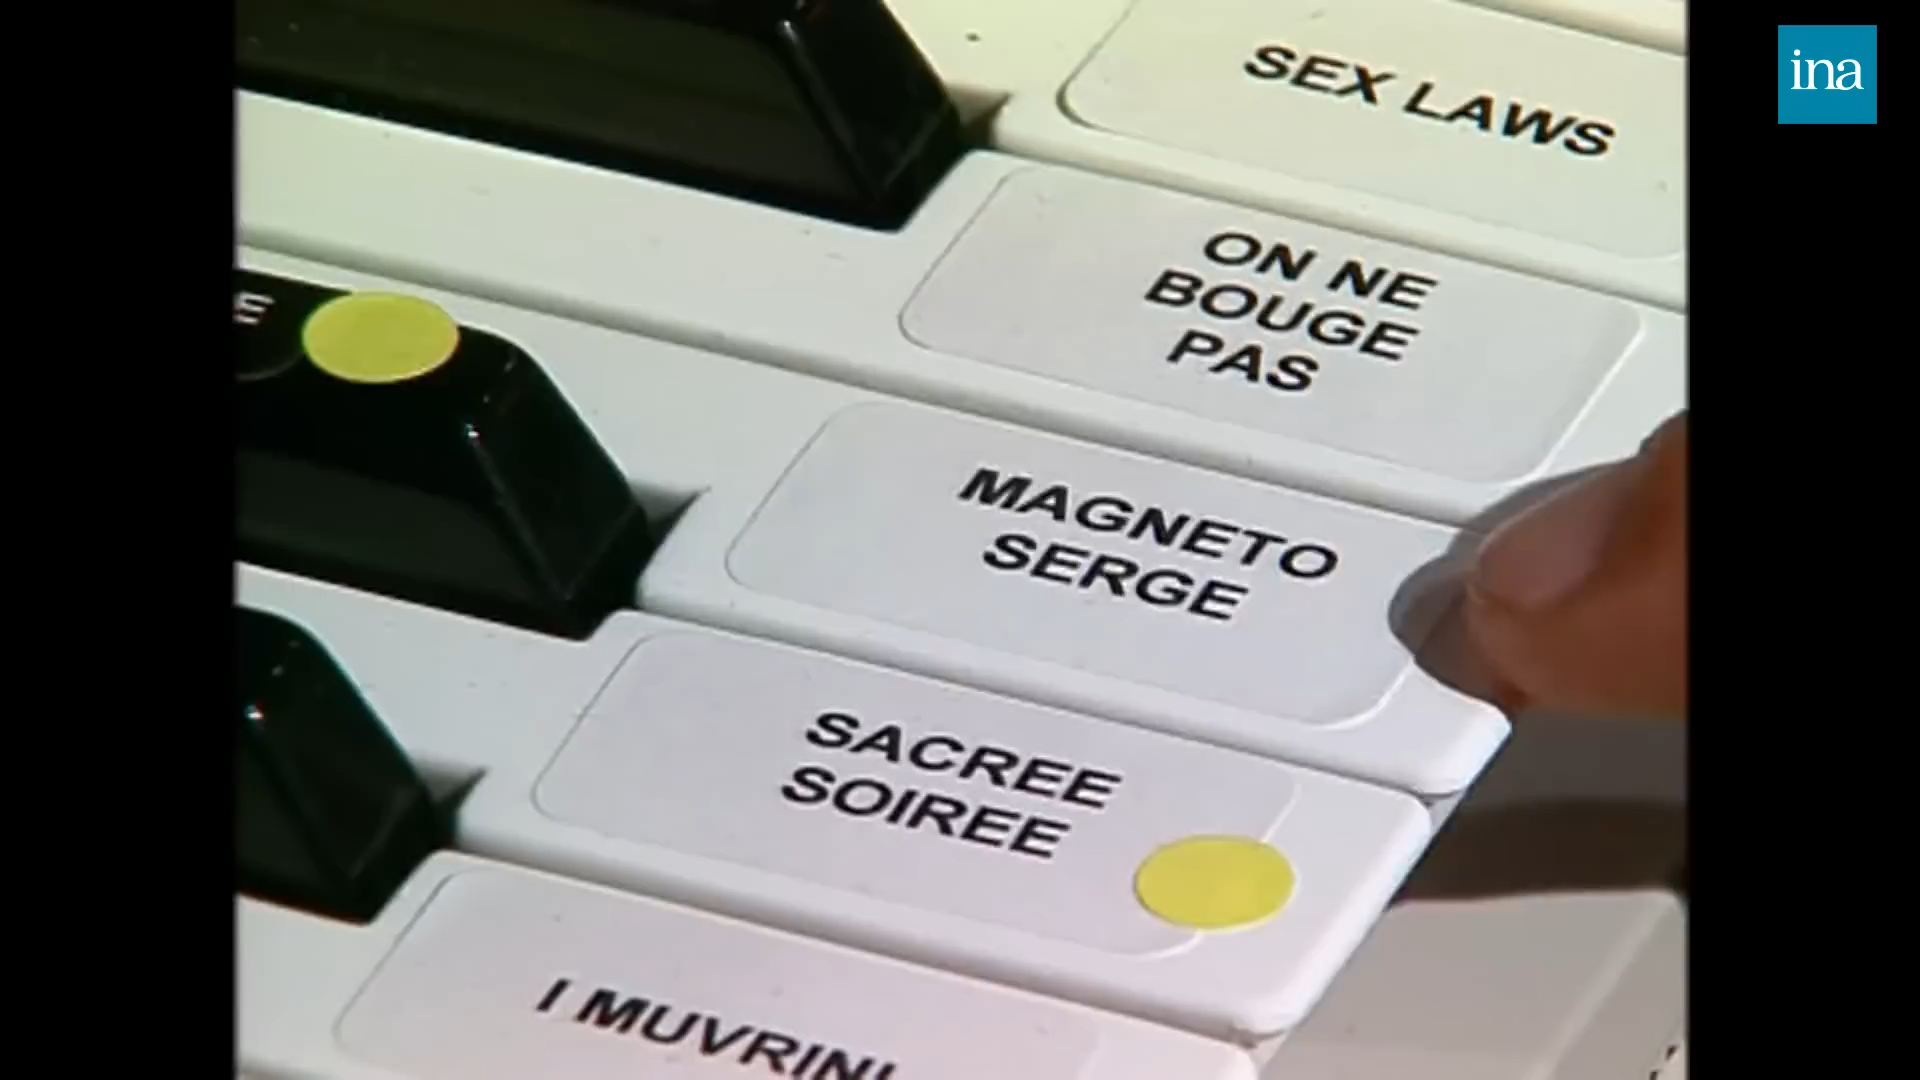 ina
SEX LAWS
ON NE
BOUGE
PAS
E
MAGNETO
SERGE
SACREE
SOIREE
I MUVRINI